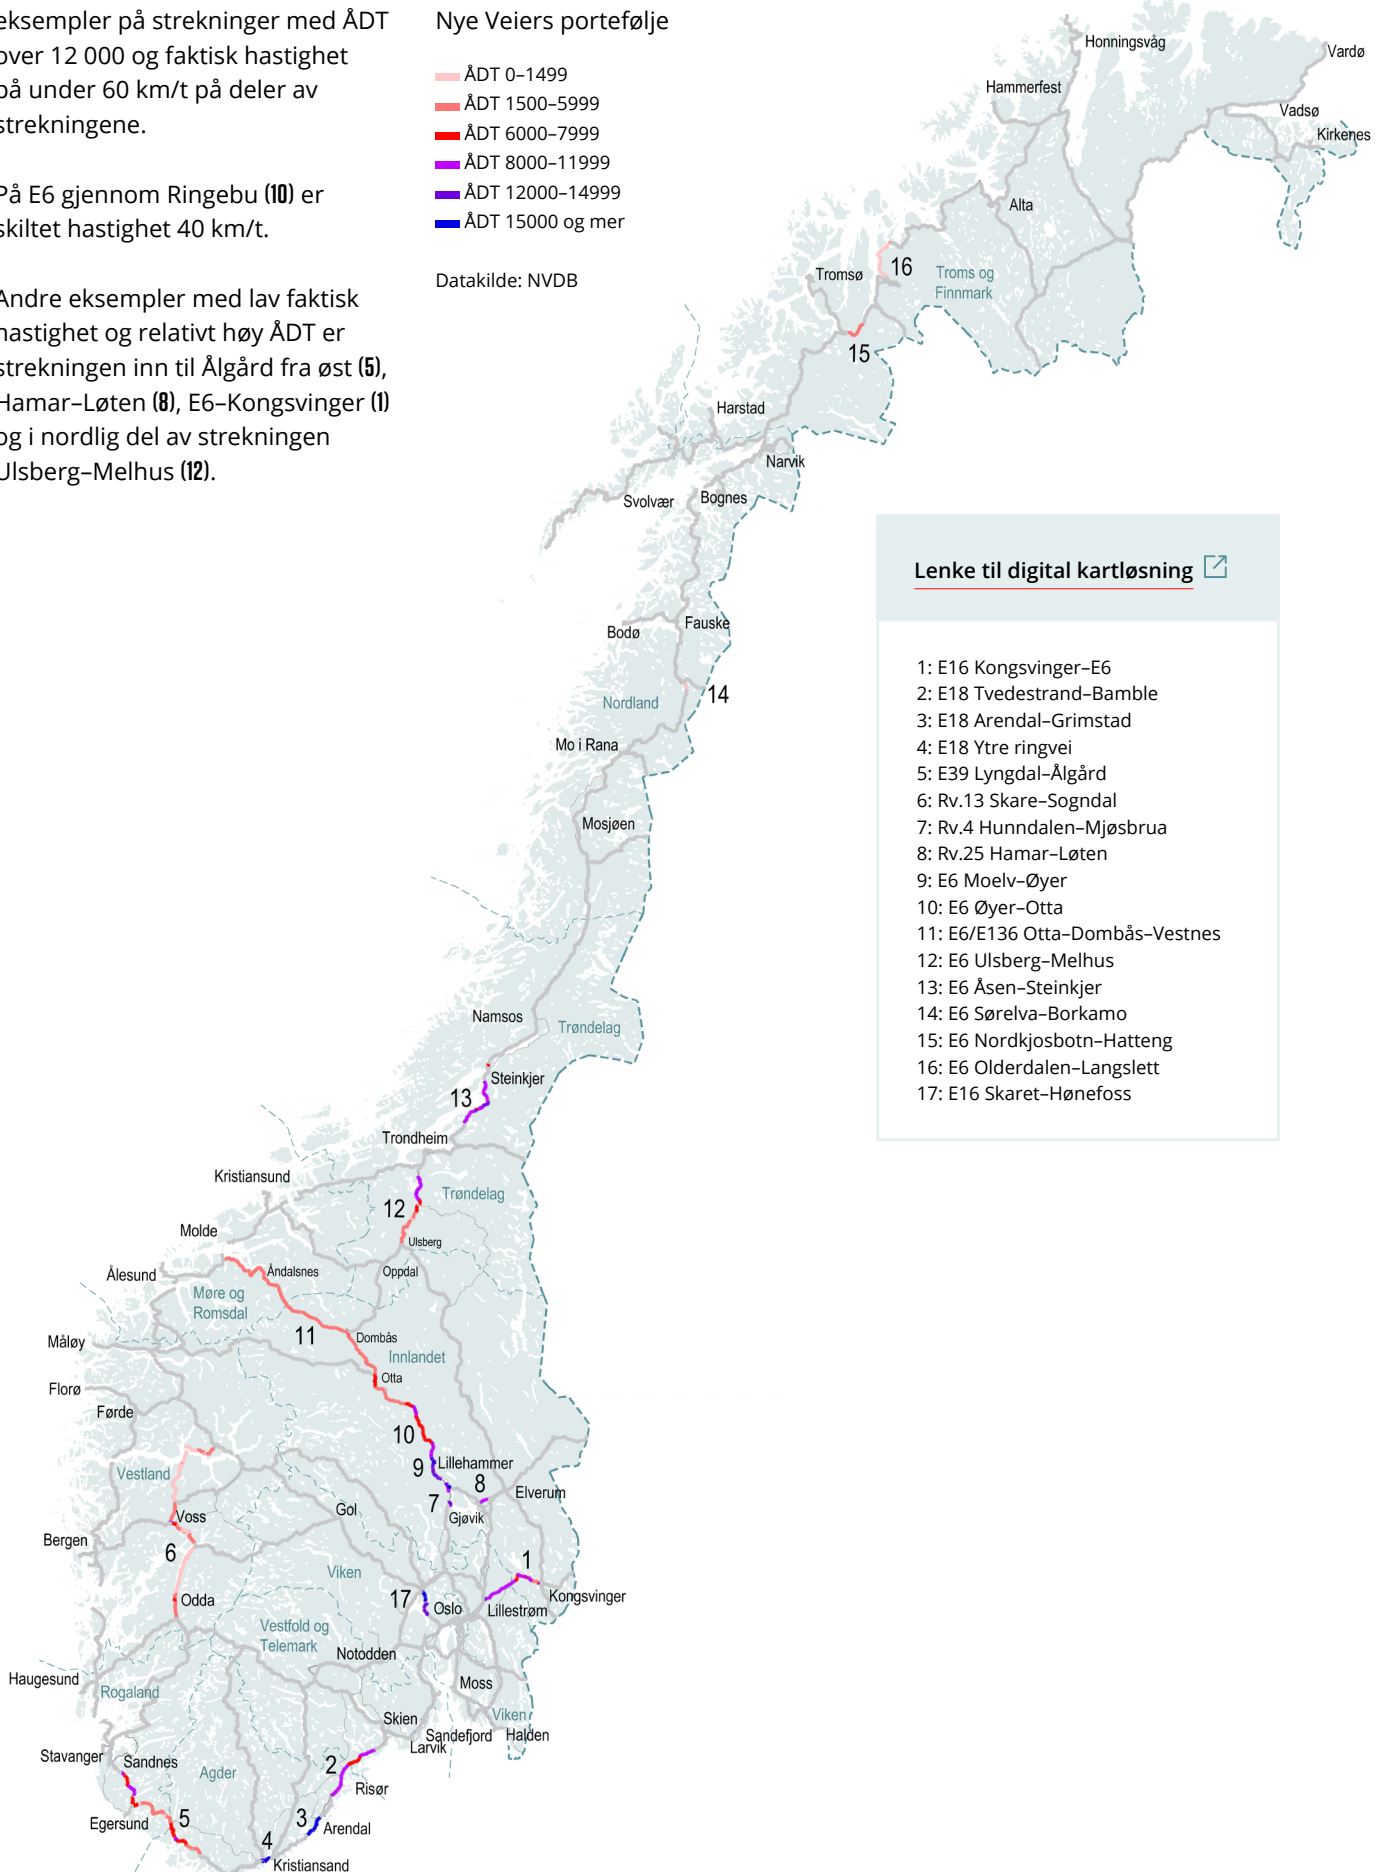 eksempler på strekninger med ÅDT
over 12 000 og faktisk hastighet
på under 60 km/t på deler av
strekningene.
På E6 gjennom Ringebu (10) er
skiltet hastighet 40 km/t.
Andre eksempler med lav faktisk
hastighet og relativt høy ÅDT er
strekningen inn til Ålgård fra øst (5),
Hamar–Løten (8), E6–Kongsvinger (1)
og i nordlig del av strekningen
Ulsberg–Melhus (12).
Nye Veiers portefølje
ÅDT 0–1499
ÅDT 1500–5999
ÅDT 6000–7999
ÅDT 8000–11999
ÅDT 12000–14999
ÅDT 15000 og mer
Datakilde: NVDB
Honningsvåg
Vardø
Hammerfest
Vadsø
Kirkenes
Alta
Tromsø
16
Troms og
Finnmark
15
Harstad
Narvik
Svolvær
Bognes
Fauske
Bodø
14
Nordland
Mo i Rana
Mosjøen
Namsos
Trøndelag
Steinkjer
13
Trondheim
Kristiansund
Trøndelag
12
Molde
Ulsberg
Ålesund
Åndalsnes
Oppdal
Møre og
Romsdal
11
Dombås
Måløy
Innlandet
Otta
Florø
Førde
10
Lillehammer
9
Vestland
8
Elverum
7
Gjøvik
Gol
Voss
Bergen
6
1
Viken
Kongsvinger
17
Odda
Oslo
Lillestrøm
Vestfold og
Telemark
Notodden
Haugesund
Moss
Rogaland
Skien
Viken
Sandefjord
Halden
Larvik
Stavanger
Sandnes
2
Agder
Risør
Egersund
5
3
Arendal
4
Kristiansand
Lenke til digital kartløsning
1: E16 Kongsvinger–E6
2: E18 Tvedestrand–Bamble
3: E18 Arendal–Grimstad
4: E18 Ytre ringvei
5: E39 Lyngdal–Ålgård
6: Rv.13 Skare–Sogndal
7: Rv.4 Hunndalen–Mjøsbrua
8: Rv.25 Hamar–Løten
9: E6 Moelv–Øyer
10: E6 Øyer–Otta
11: E6/E136 Otta–Dombås–Vestnes
12: E6 Ulsberg–Melhus
13: E6 Åsen–Steinkjer
14: E6 Sørelva–Borkamo
15: E6 Nordkjosbotn–Hatteng
16: E6 Olderdalen–Langslett
17: E16 Skaret–Hønefoss